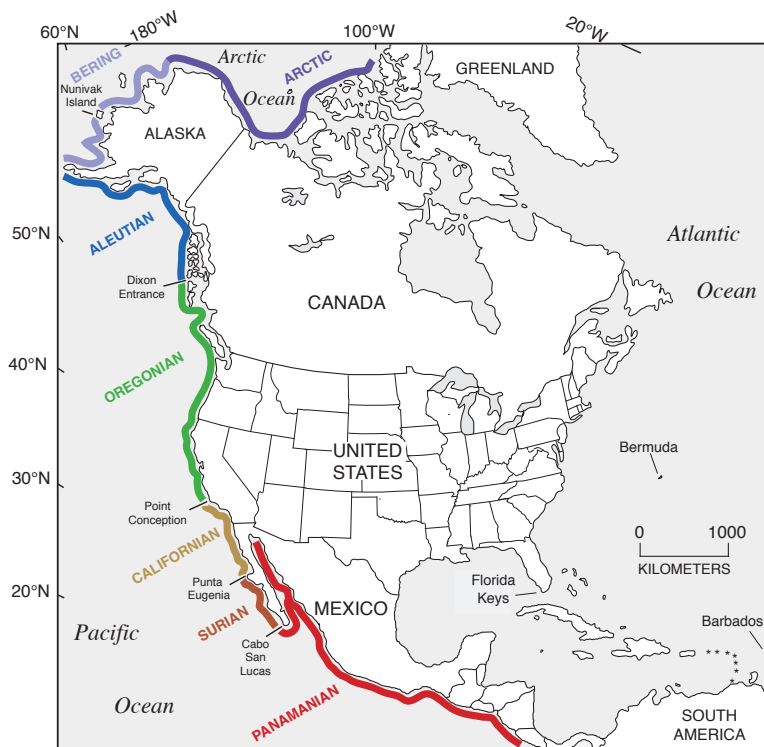 60°N
180°W
100°W
20°W
BERING
Arctic
Ocean
ARCTIC
GREENLAND
Nunivak
Island
ALASKA
ALEUTIAN
50°N
Dixon
Entrance
Atlantic
Ocean
CANADA
OREGONIAN
40°N
UNITED
STATES
Bermuda
30°N
Point
Conception
0
1000
KILOMETERS
CALIFORNIAN
Punta
Eugenia
Florida
Keys
20°N
MEXICO
SURIAN
Barbados
Pacific
Ocean
Cabo
San
Lucas
PANAMANIAN
SOUTH
AMERICA